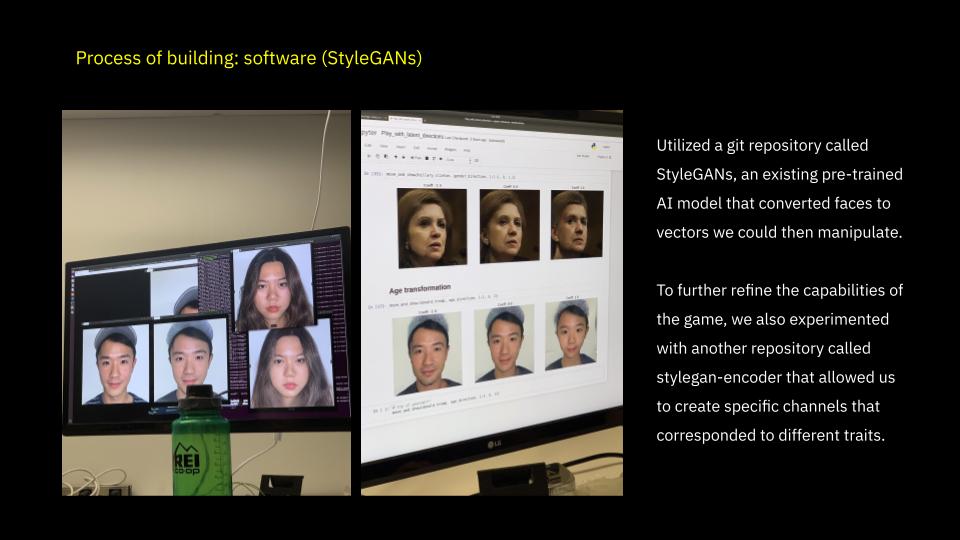 Process of building: software (StyleGANs)
Utilized a git repository called
StyleGANs, an existing pre-trained
AI model that converted faces to
vectors we could then manipulate.
To further refine the capabilities of
the game, we also experimented
with another repository called
stylegan-encoder that allowed us
to create specific channels that
corresponded to different traits.
REI
co·op
Play_with_latent_directions
Age transformation
LG